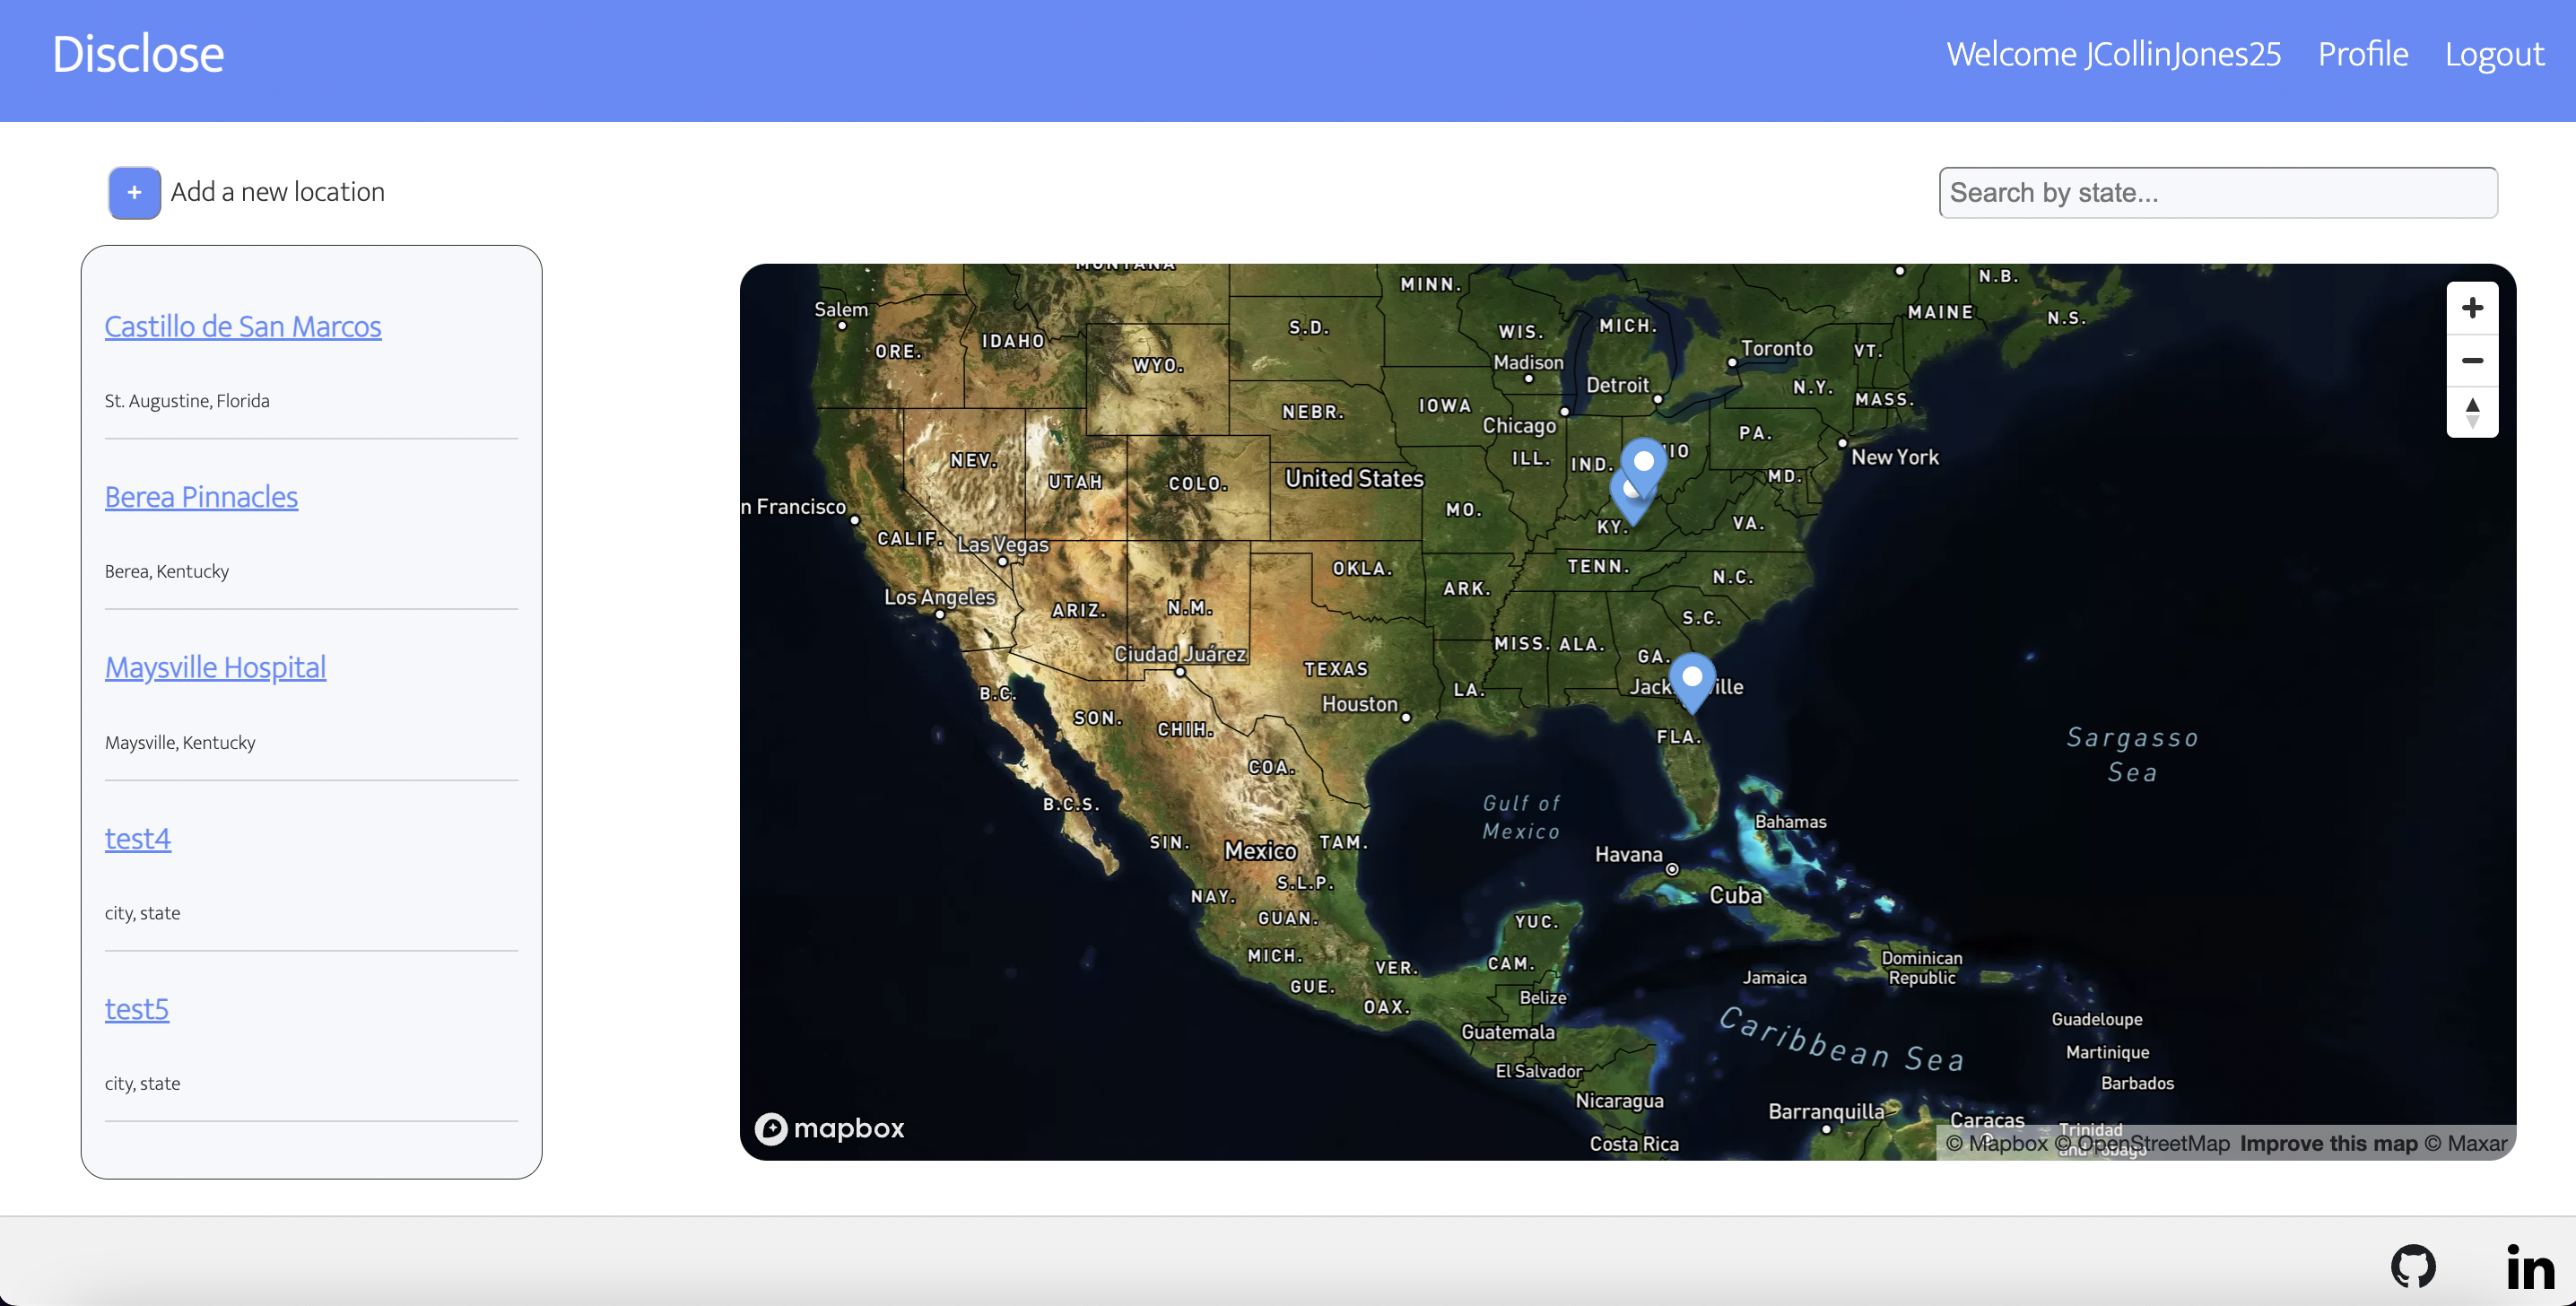 Disclose
Welcome JCollinJones25 Profile Logout
+ Add a new location
Search by state...
Castillo de San Marcos
St. Augustine, Florida
Berea Pinnacles
Berea, Kentucky
Maysville Hospital
Maysville, Kentucky
test4
city, state
test5
city, state
MONTANA
MINN.
N.B.
Salem
MAINE
N.S.
S.D.
WIS.
MICH.
IDAHO
ORE.
Toronto
VT.
WYO.
Madison
Detroit
N.Y.
MASS.
NEBR.
IOWA
Chicago
PA.
New York
NEV.
ILL.
IND.
IO
UTAH
COLO.
United States
MD.
n Francisco
MO.
KY.
VA.
CALIF.
Las Vegas
OKLA.
TENN.
N.C.
ARK.
Los Angeles
ARIZ.
N.M.
S.C.
MISS.
ALA.
GA.
Ciudad Juárez
TEXAS
Jack ville
B.C.
LA.
Houston
SON.
CHIH.
FLA.
Sargasso
Sea
COA.
B.C.S.
Gulf of
Mexico
Bahamas
SIN.
Mexico
TAM.
Havana
S.L.P.
Cuba
NAY.
GUAN.
YUC.
MICH.
VER.
CAM.
Dominican
Republic
Jamaica
GUE.
OAX.
Belize
Guatemala
Caribbean Sea
Guadeloupe
Martinique
El Salvador
Barbados
Nicaragua
Barranquilla
Caracas
Trinidad
and Tobago
Costa Rica
mapbox
© Mapbox © OpenStreetMap Improve this map © Maxar
in